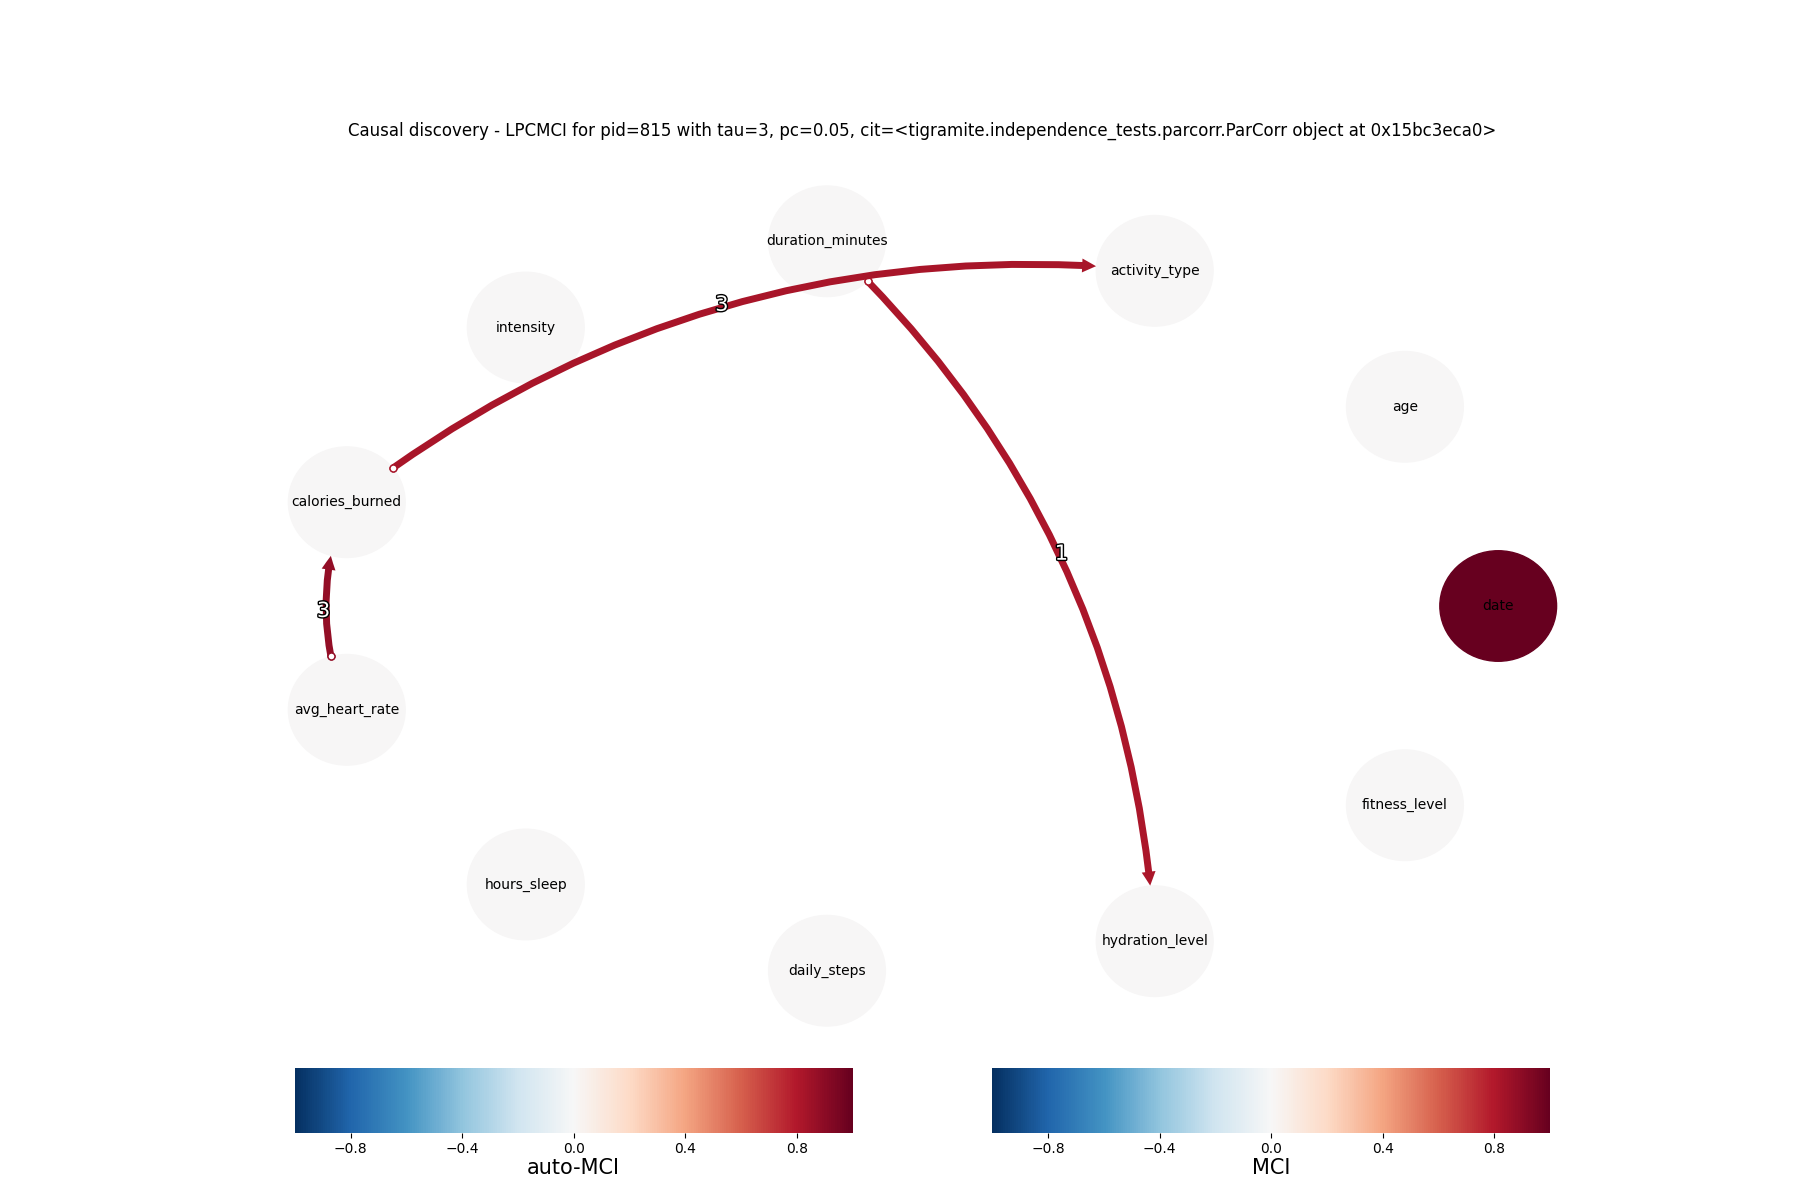 Causal discovery - LPCMCI for pid=815 with tau=3, pc=0.05, cit=<tigramite.independence_tests.parcorr.ParCorr object at 0x15bc3eca0>
duration_minutes
activity_type
3
intensity
age
calories_burned
1
date
3
avg_heart_rate
fitness_level
hours_sleep
hydration_level
daily_steps
−0.8 −0.4 0.0 0.4 0.8
auto-MCI
−0.8 −0.4 0.0 0.4 0.8
MCI